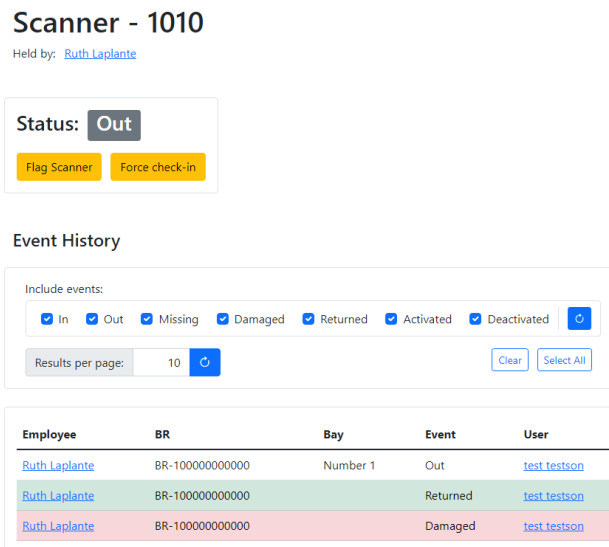 Scanner - 1010
Held by: Ruth Laplante
Status: Out
Flag Scanner Force check-in
Event History
Include events:
In Out Missing Damaged Returned Activated Deactivated
Results per page: 10 Clear Select All
Employee BR Bay Event User
Ruth Laplante BR-100000000000 Number 1 Out test testson
Ruth Laplante BR-100000000000 Returned test testson
Ruth Laplante BR-100000000000 Damaged test testson